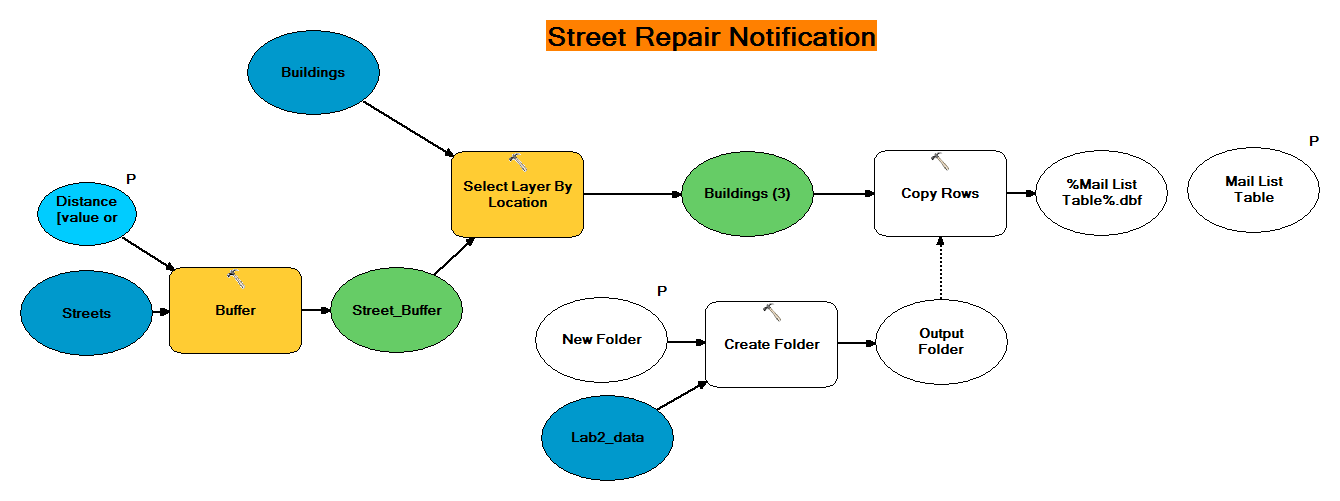 Street Repair Notification
Buildings
P
Distance
[value or
Streets
Buffer
Street_Buffer
Select Layer By
Location
Buildings (3)
Copy Rows
%Mail List
Table%.dbf
P
Mail List
Table
P
New Folder
Create Folder
Output
Folder
Lab2_data